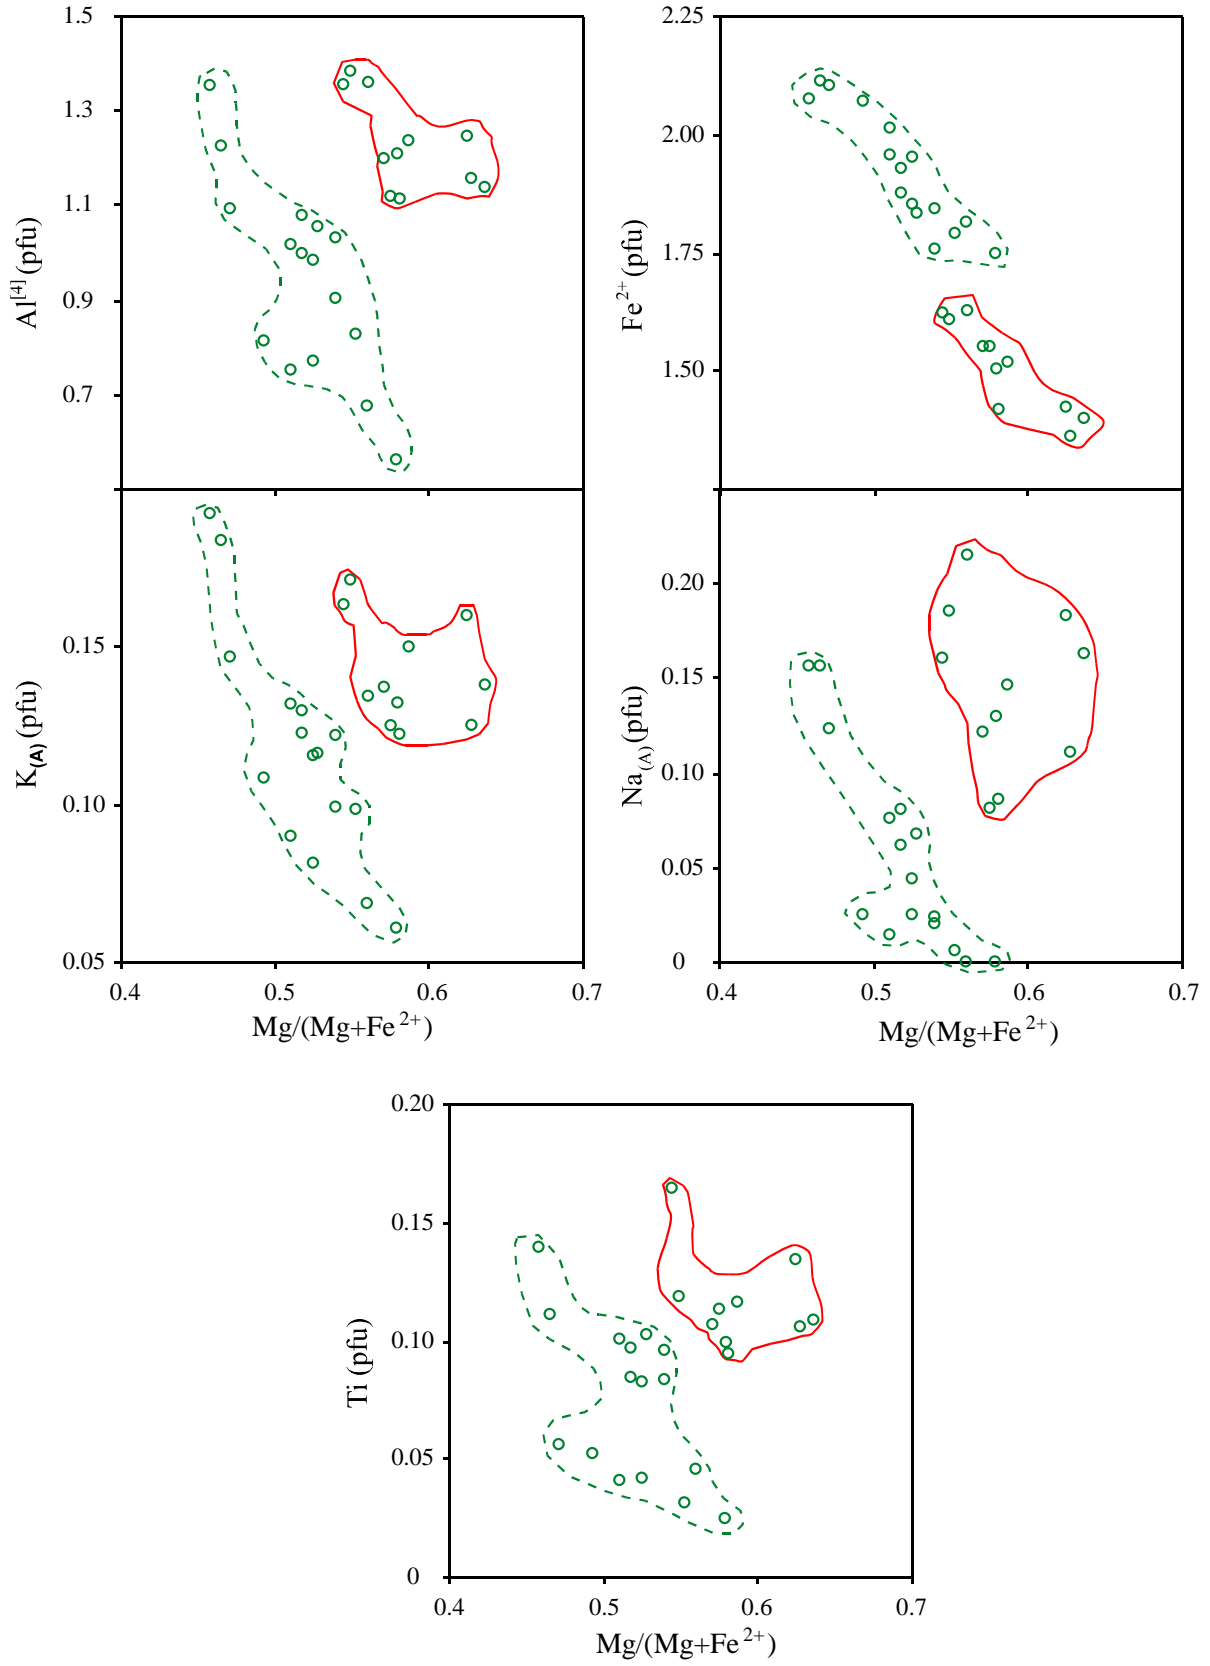 1.5
1.3
1.1
0.9
0.7
Al[4] (pfu)
2.25
2.00
1.75
1.50
Fe2+ (pfu)
0.15
0.10
0.05
K(A) (pfu)
0.4 0.5 0.6 0.7
Mg/(Mg+Fe2+)
0.20
0.15
0.10
0.05
0
Na(A) (pfu)
0.4 0.5 0.6 0.7
Mg/(Mg+Fe2+)
0.20
0.15
0.10
0.05
0
Ti (pfu)
0.4 0.5 0.6 0.7
Mg/(Mg+Fe2+)